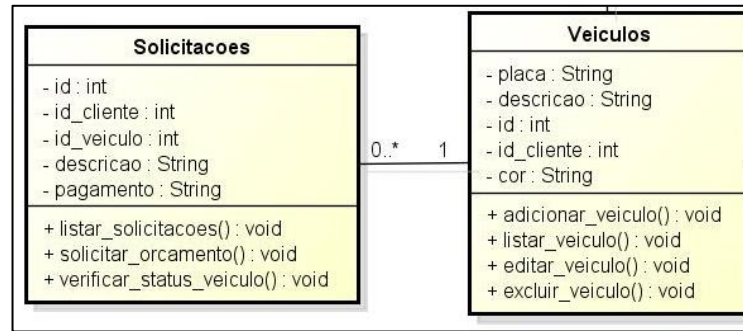 Solicitacoes
- id : int
- id_cliente : int
- id_veiculo : int
- descricao : String
- pagamento : String
+ listar_solicitacoes() : void
+ solicitar_orcamento() : void
+ verificar_status_veiculo() : void
0..* 1
Veiculos
- placa : String
- descricao : String
- id : int
- id_cliente : int
- cor : String
+ adicionar_veiculo() : void
+ listar_veiculo() : void
+ editar_veiculo() : void
+ excluir_veiculo() : void